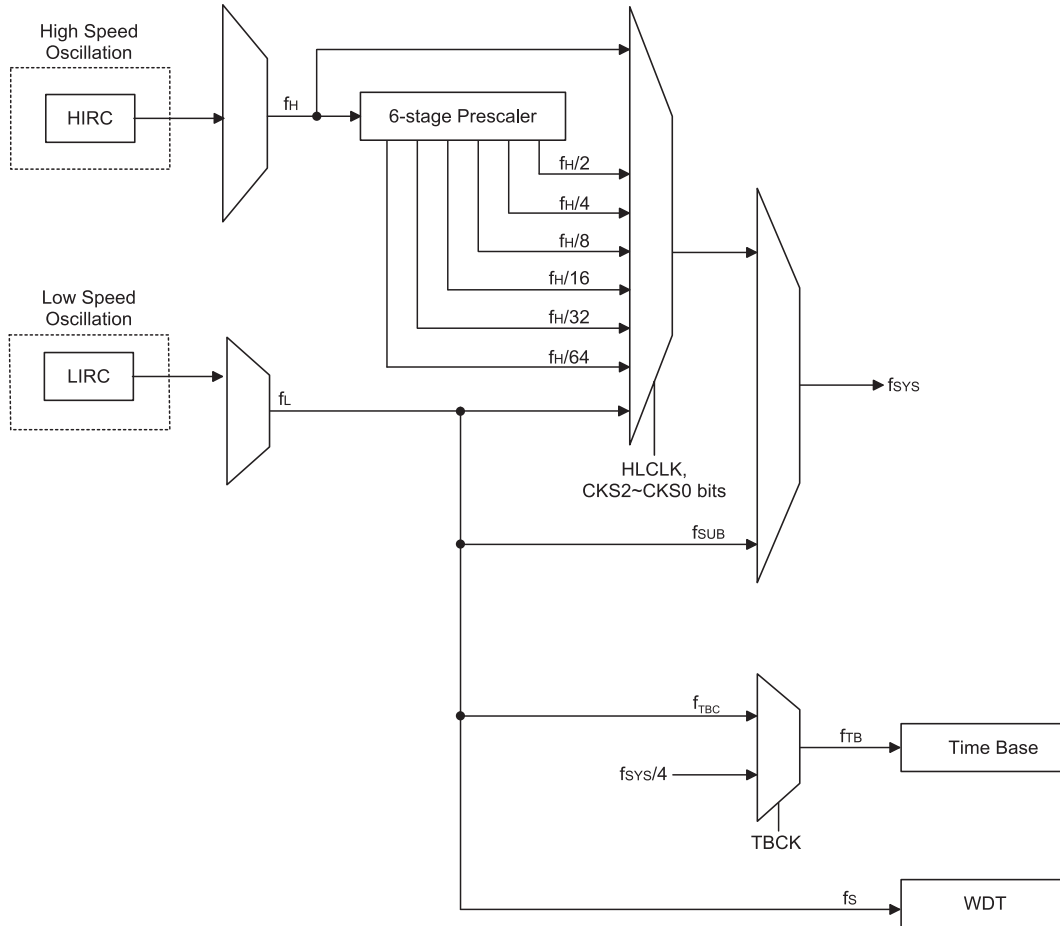 High Speed
Oscillation
HIRC
fH
6-stage Prescaler
fH/2
fH/4
fH/8
fH/16
fH/32
fH/64
Low Speed
Oscillation
LIRC
fL
HLCLK,
CKS2~CKS0 bits
fSYS
fSUB
fTBC
fSYS/4
fTB
Time Base
TBCK
fS
WDT